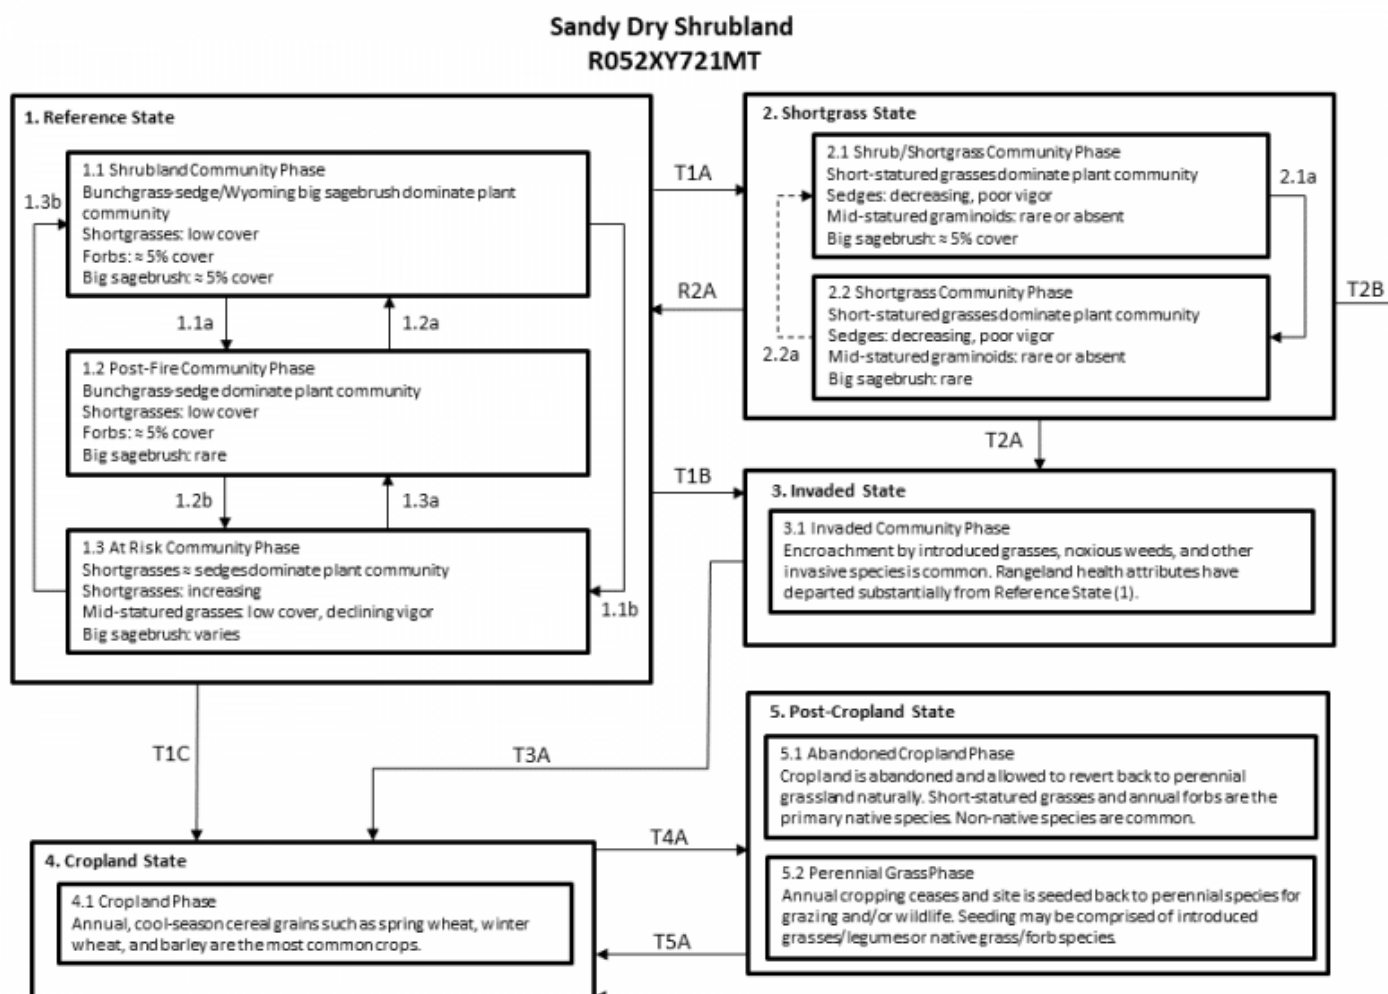 Sandy Dry Shrubland
R052XY721MT
1. Reference State
1.1 Shrubland Community Phase
Bunchgrass-sedge/Wyoming big sagebrush dominate plant
community
Shortgrasses: low cover
Forbs: ≈ 5% cover
Big sagebrush: ≈ 5% cover
1.3b
1.1a
1.2a
1.2 Post-Fire Community Phase
Bunchgrass-sedge dominate plant community
Shortgrasses: low cover
Forbs: ≈ 5% cover
Big sagebrush: rare
1.2b
1.3a
1.3 At Risk Community Phase
Shortgrasses ≈ sedges dominate plant community
Shortgrasses: increasing
Mid-statured grasses: low cover, declining vigor
Big sagebrush: varies
1.1b
T1A
R2A
T1B
2. Shortgrass State
2.1 Shrub/Shortgrass Community Phase
Short-statured grasses dominate plant community
Sedges: decreasing, poor vigor
Mid-statured graminoids: rare or absent
Big sagebrush: ≈ 5% cover
2.1a
2.2 Shortgrass Community Phase
Short-statured grasses dominate plant community
Sedges: decreasing, poor vigor
Mid-statured graminoids: rare or absent
Big sagebrush: rare
2.2a
T2B
T2A
3. Invaded State
3.1 Invaded Community Phase
Encroachment by introduced grasses, noxious weeds, and other
invasive species is common. Rangeland health attributes have
departed substantially from Reference State (1).
T1C
T3A
4. Cropland State
4.1 Cropland Phase
Annual, cool-season cereal grains such as spring wheat, winter
wheat, and barley are the most common crops.
T4A
T5A
5. Post-Cropland State
5.1 Abandoned Cropland Phase
Cropland is abandoned and allowed to revert back to perennial
grassland naturally. Short-statured grasses and annual forbs are the
primary native species. Non-native species are common.
5.2 Perennial Grass Phase
Annual cropping ceases and site is seeded back to perennial species for
grazing and/or wildlife. Seeding may be comprised of introduced
grasses/legumes or native grass/forb species.